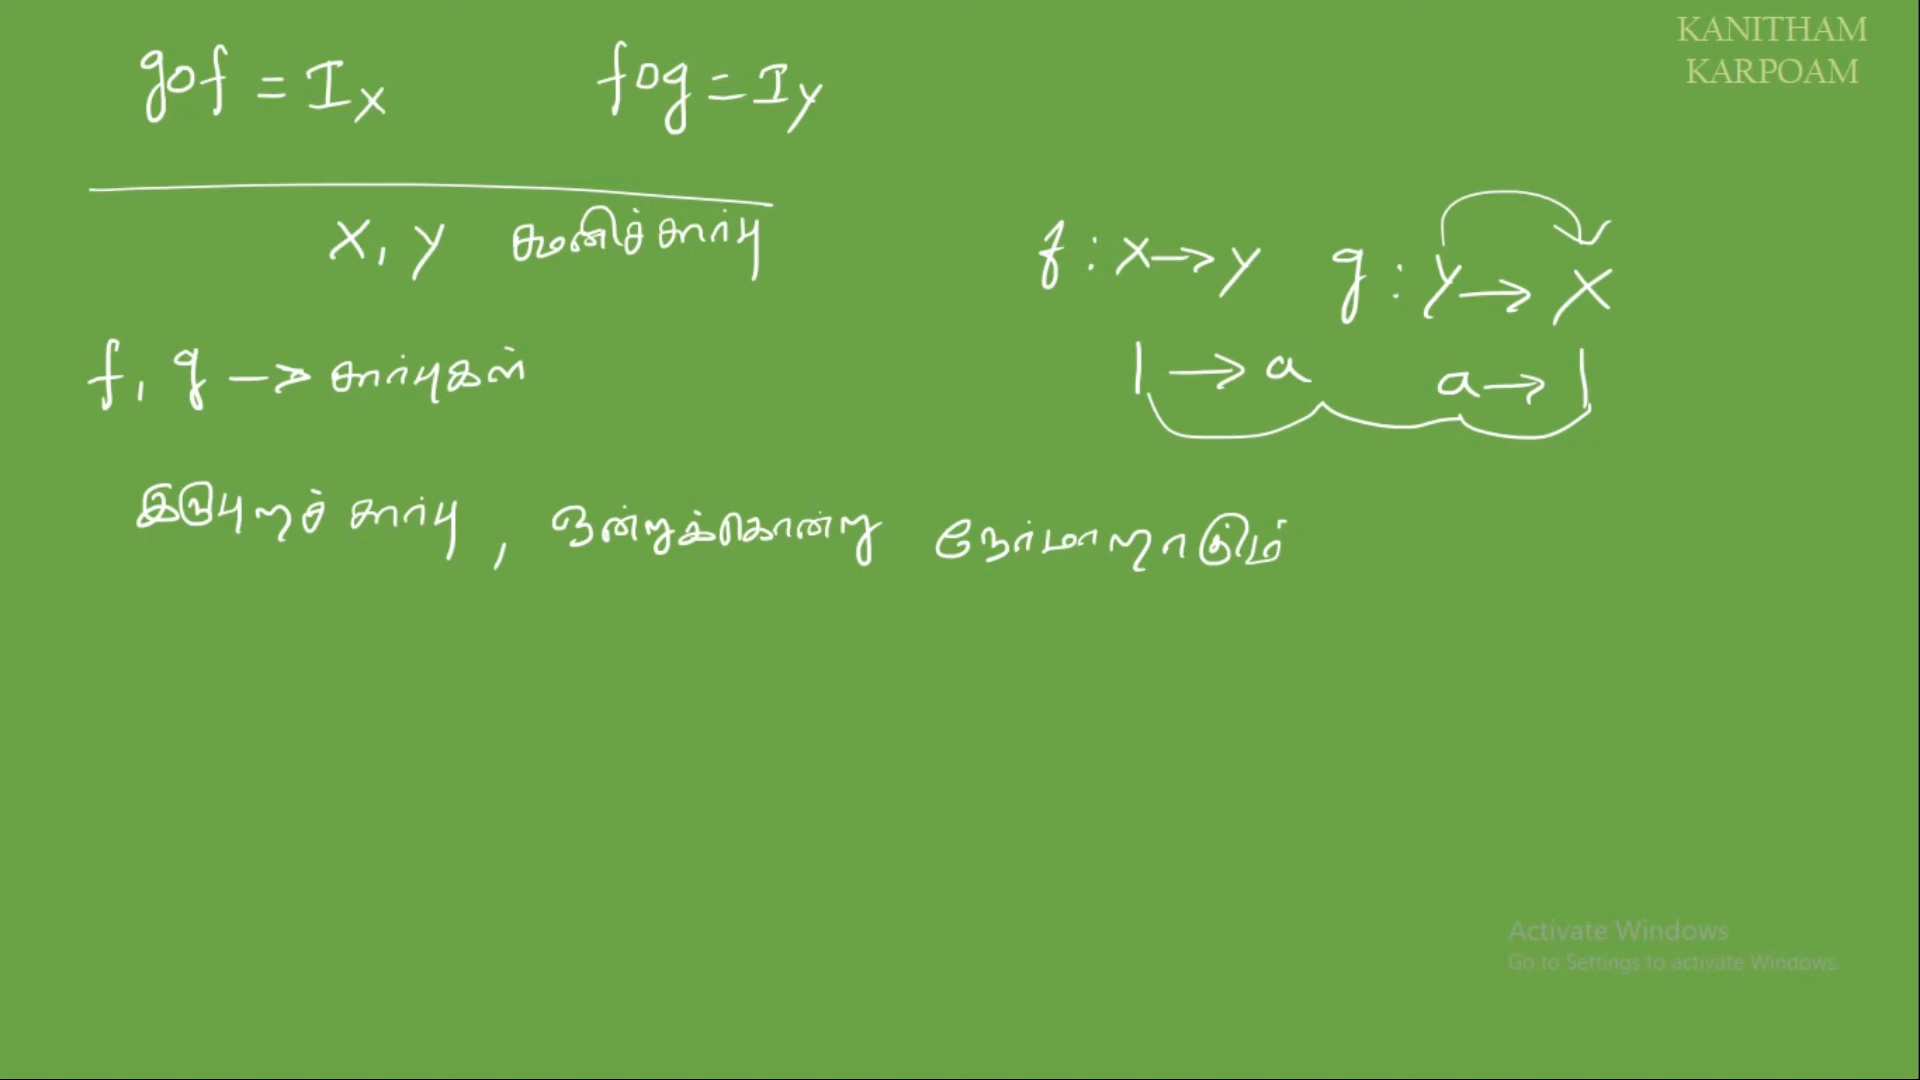 KANITHAM
KARPOAM
gof = Ix fog = Iy
x, y சமனிச்சார்பு
f : x → y g : y → x
f, g → சார்புகள்
1 → a a → 1
இருபுறச் சார்பு, ஒன்றுக்கொன்று நேர்மாறாகும்
Activate Windows
Go to Settings to activate Windows.